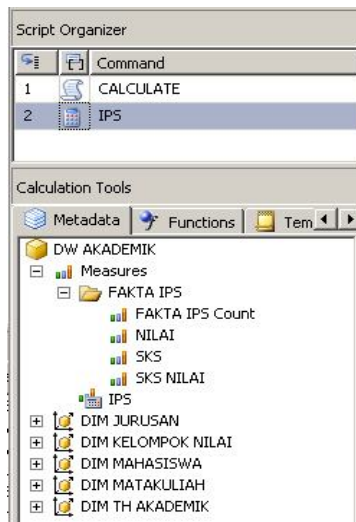 Script Organizer
Command
1 CALCULATE
2 IPS
Calculation Tools
Metadata Functions Tem
DW AKADEMIK
Measures
FAKTA IPS
FAKTA IPS Count
NILAI
SKS
SKS NILAI
IPS
DIM JURUSAN
DIM KELOMPOK NILAI
DIM MAHASISWA
DIM MATAKULIAH
DIM TH AKADEMIK